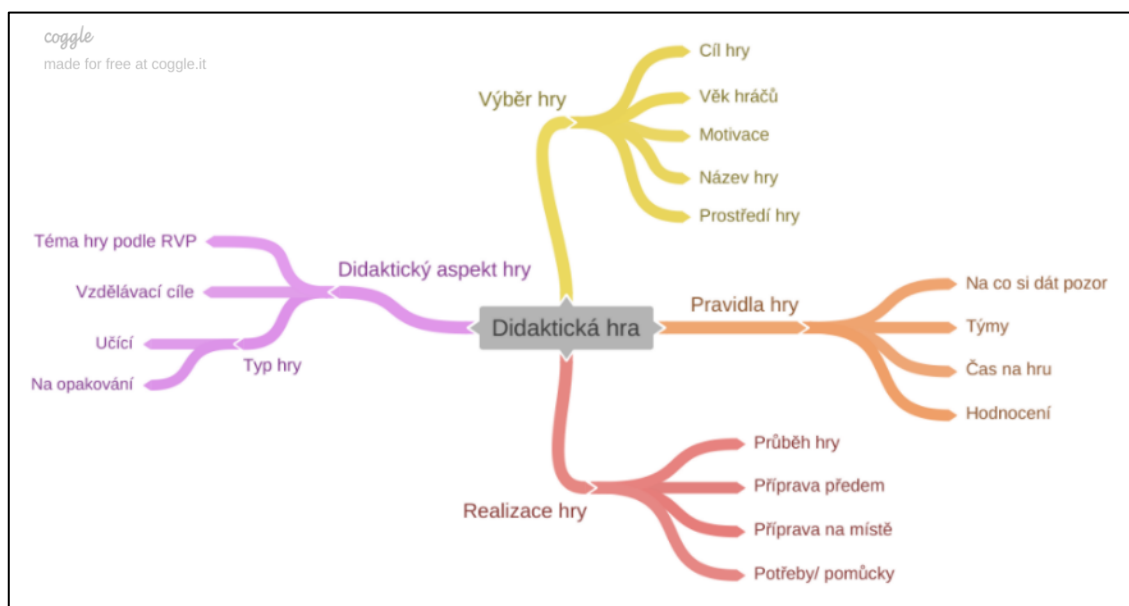 coggle
made for free at coggle.it
Výběr hry
Cíl hry
Věk hráčů
Motivace
Název hry
Prostředí hry
Téma hry podle RVP
Vzdělávací cíle
Učící
Na opakování
Typ hry
Didaktický aspekt hry
Didaktická hra
Pravidla hry
Na co si dát pozor
Týmy
Čas na hru
Hodnocení
Realizace hry
Průběh hry
Příprava předem
Příprava na místě
Potřeby/ pomůcky